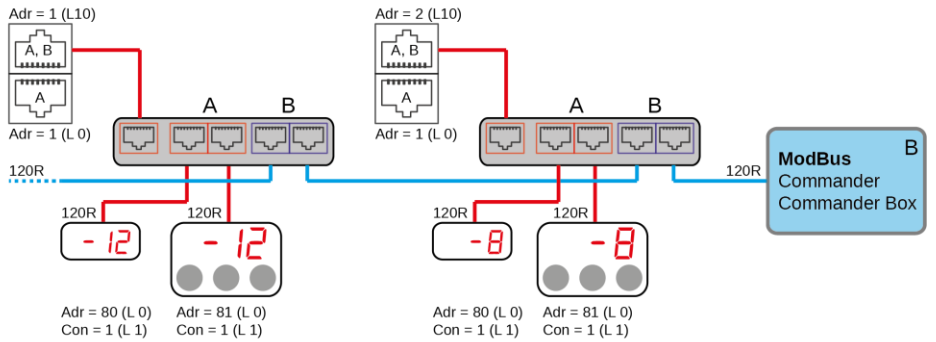 Adr = 1 (L10)
A, B
A
Adr = 1 (L 0)
A
B
120R
120R
-12
120R
-12
Adr = 80 (L 0)
Con = 1 (L 1)
Adr = 81 (L 0)
Con = 1 (L 1)
Adr = 2 (L10)
A, B
A
Adr = 1 (L 0)
A
B
120R
-8
120R
-8
Adr = 80 (L 0)
Con = 1 (L 1)
Adr = 81 (L 0)
Con = 1 (L 1)
120R
B
ModBus
Commander
Commander Box